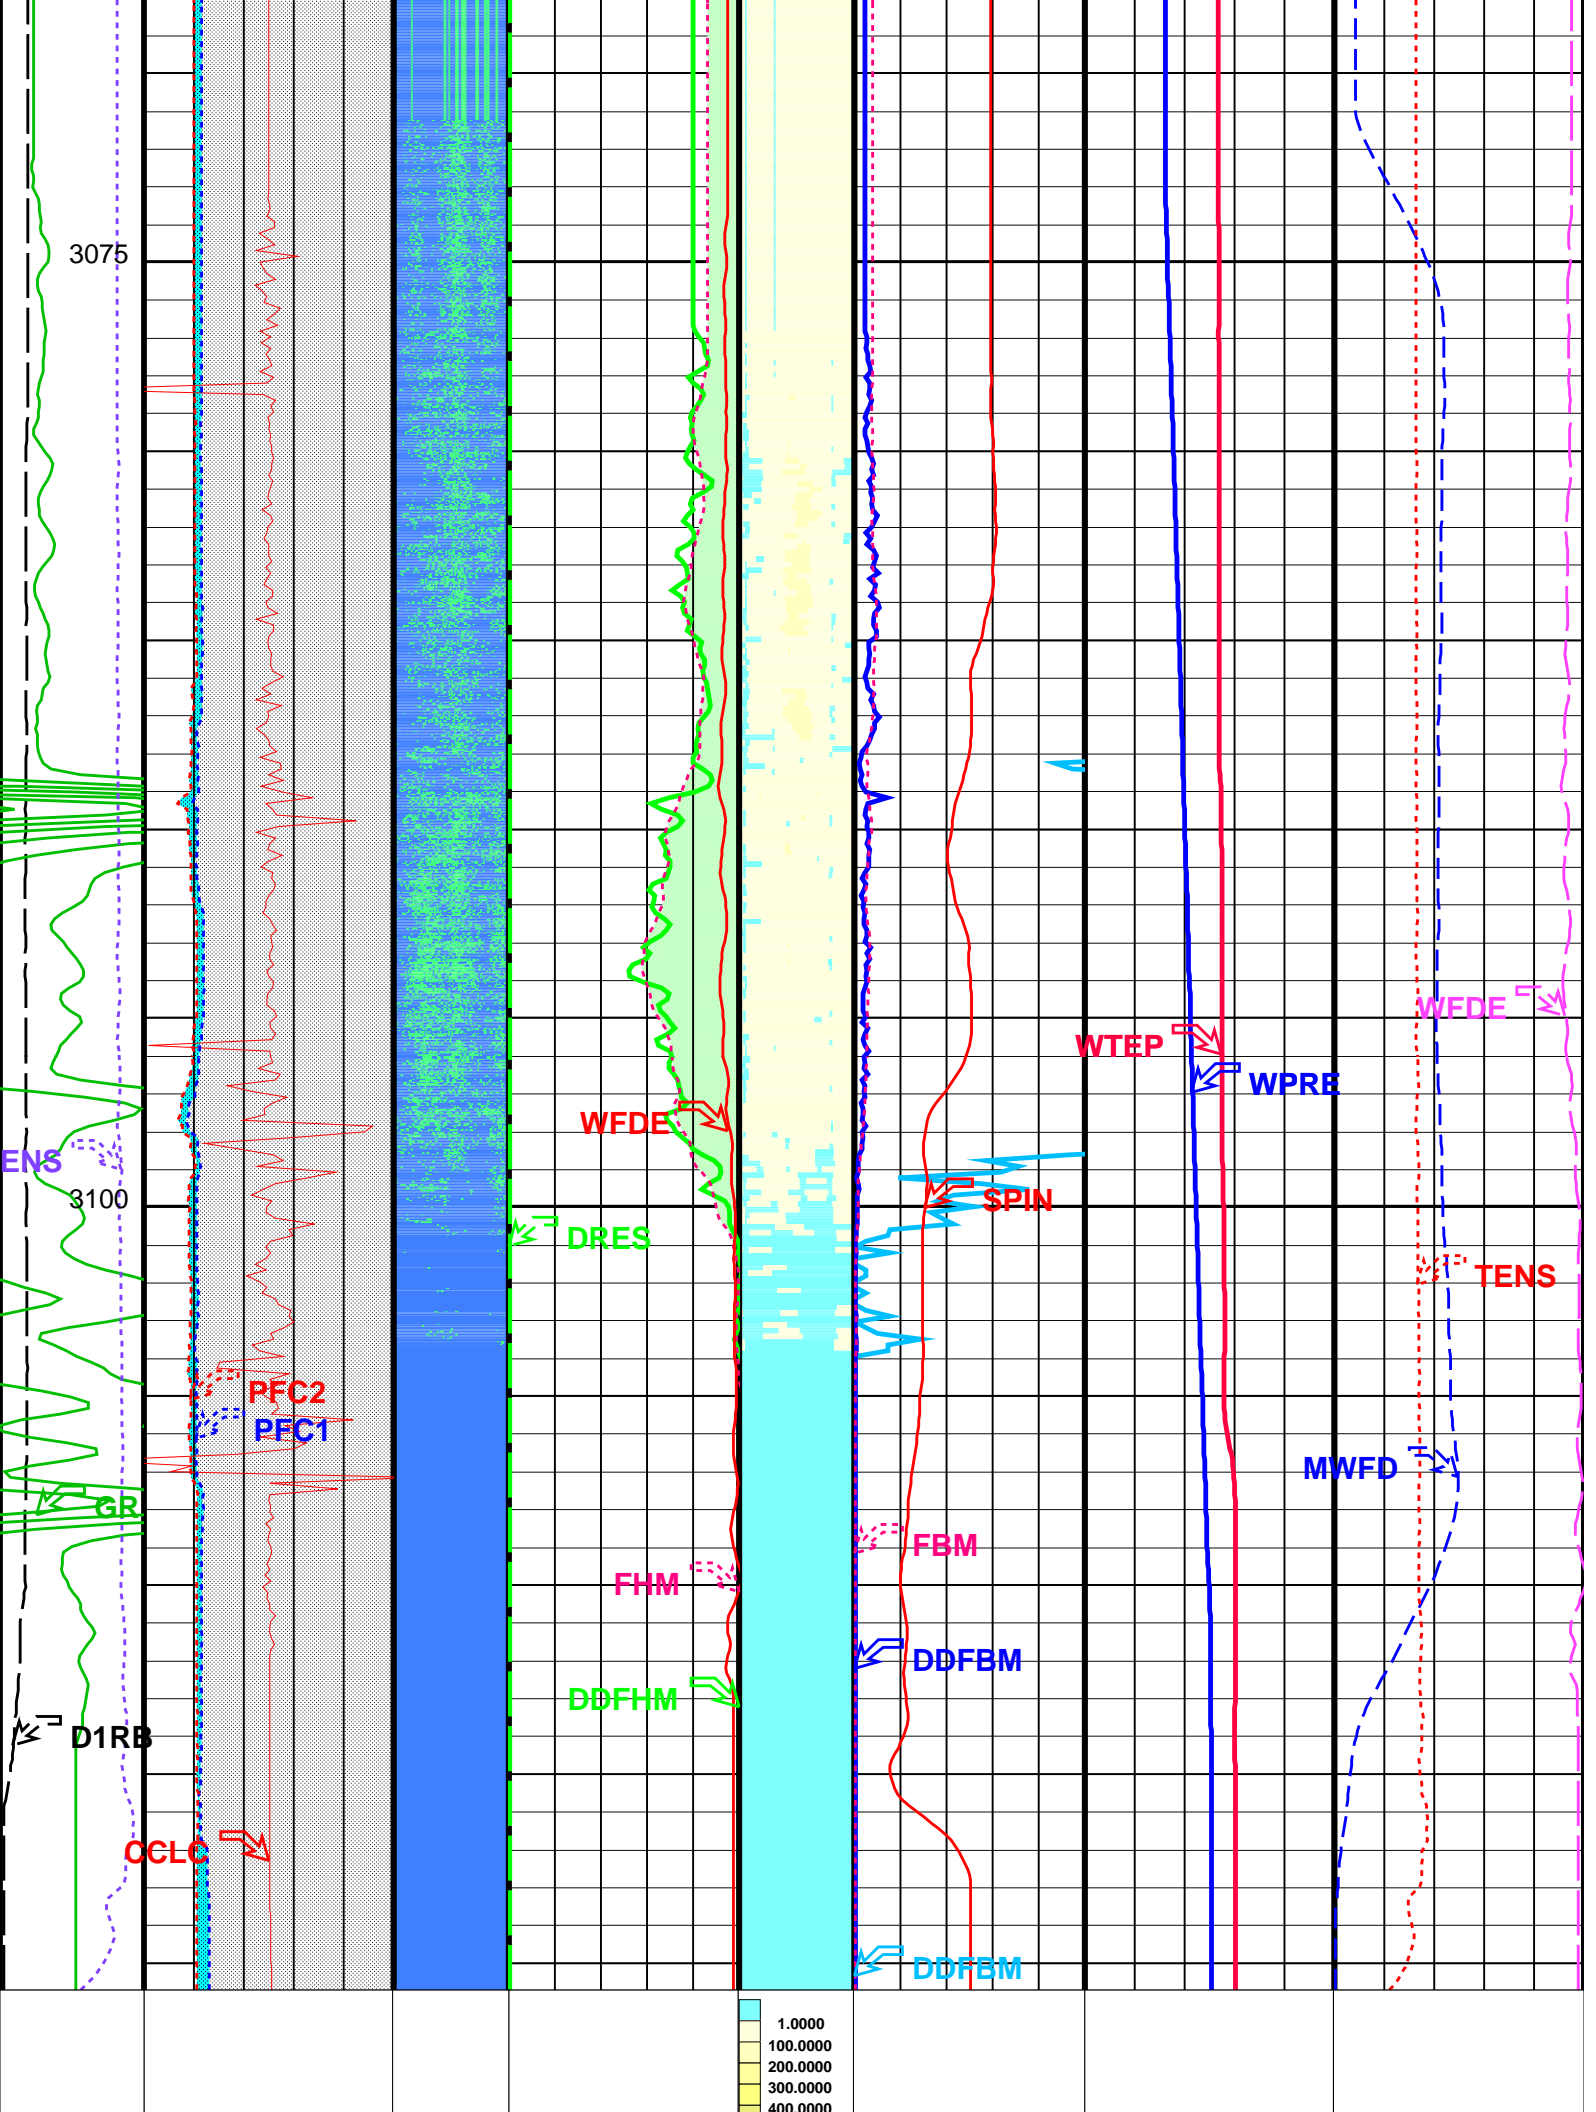 3075
WFDE
WTEP
WPRE
WFDE
ENS
3100
SPIN
DRES
TENS
PFC2
PFC1
MWFD
GR
FBM
FHM
DDFBM
DDFHM
D1RB
CCLC
DDFBM
1.0000
100.0000
200.0000
300.0000
400.0000